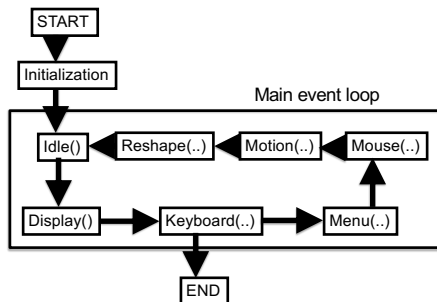 START
Initialization
Main event loop
Idle()
Reshape(..)
Motion(..)
Mouse(..)
Display()
Keyboard(..)
Menu(..)
END